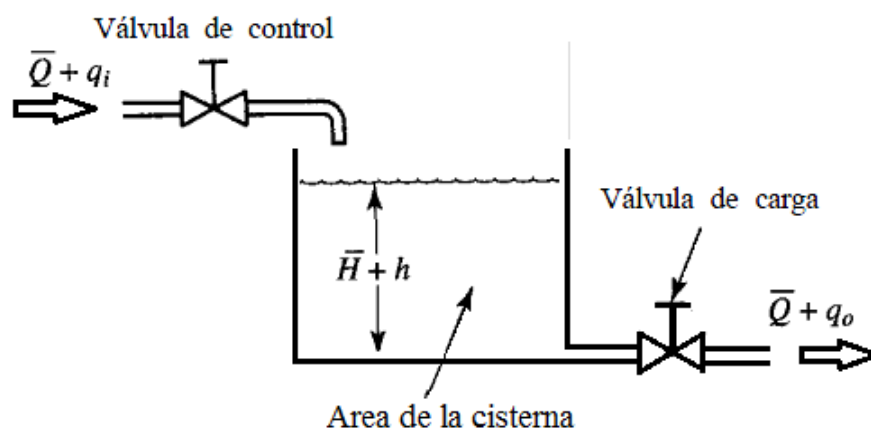 Válvula de control
Q̅ + qᵢ
Válvula de carga
H̅ + h
Q̅ + qₒ
Area de la cisterna